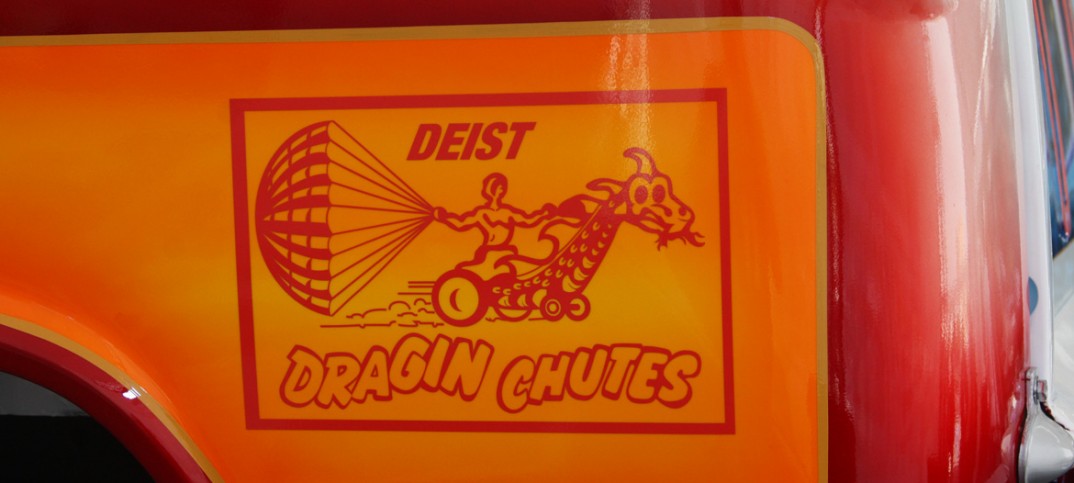 DEIST
DRAGIN CHUTES